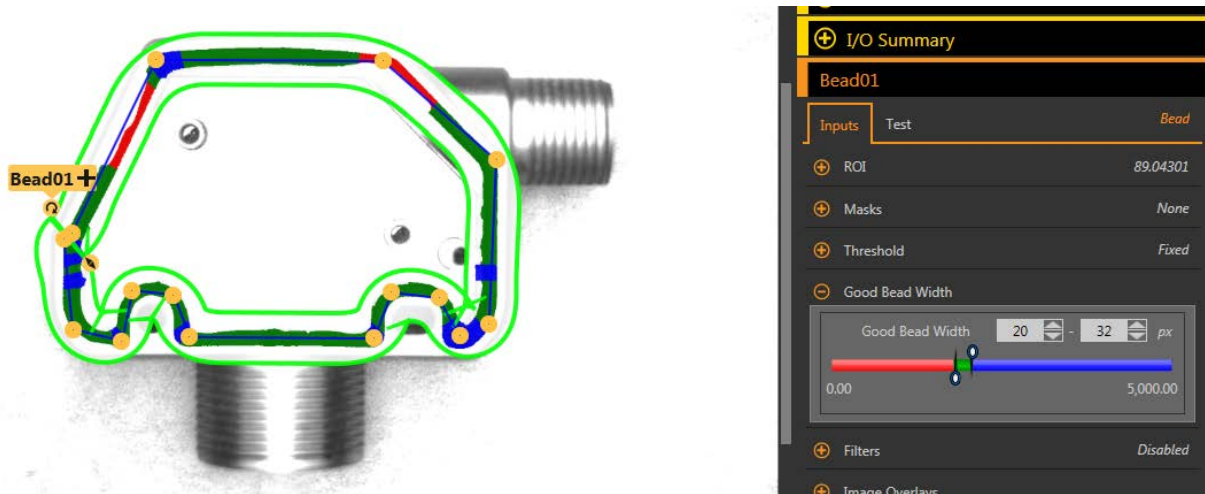 Bead01
I/O Summary
Bead01
Inputs Test Bead
ROI 89.04301
Masks None
Threshold Fixed
Good Bead Width
Good Bead Width 20 - 32 px
0.00 5,000.00
Filters Disabled
Image Overlays